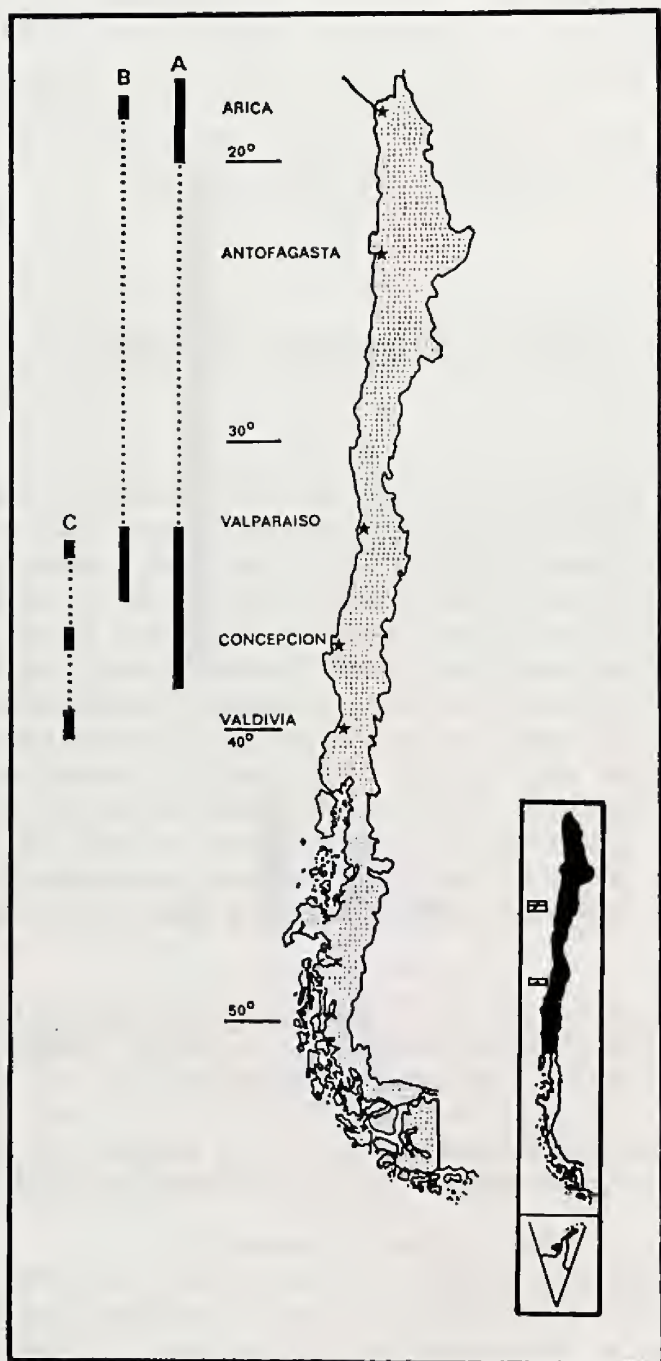 A
B
ARICA
20°
ANTOFAGASTA
30°
C
VALPARAISO
CONCEPCION
VALDIVIA
40°
50°